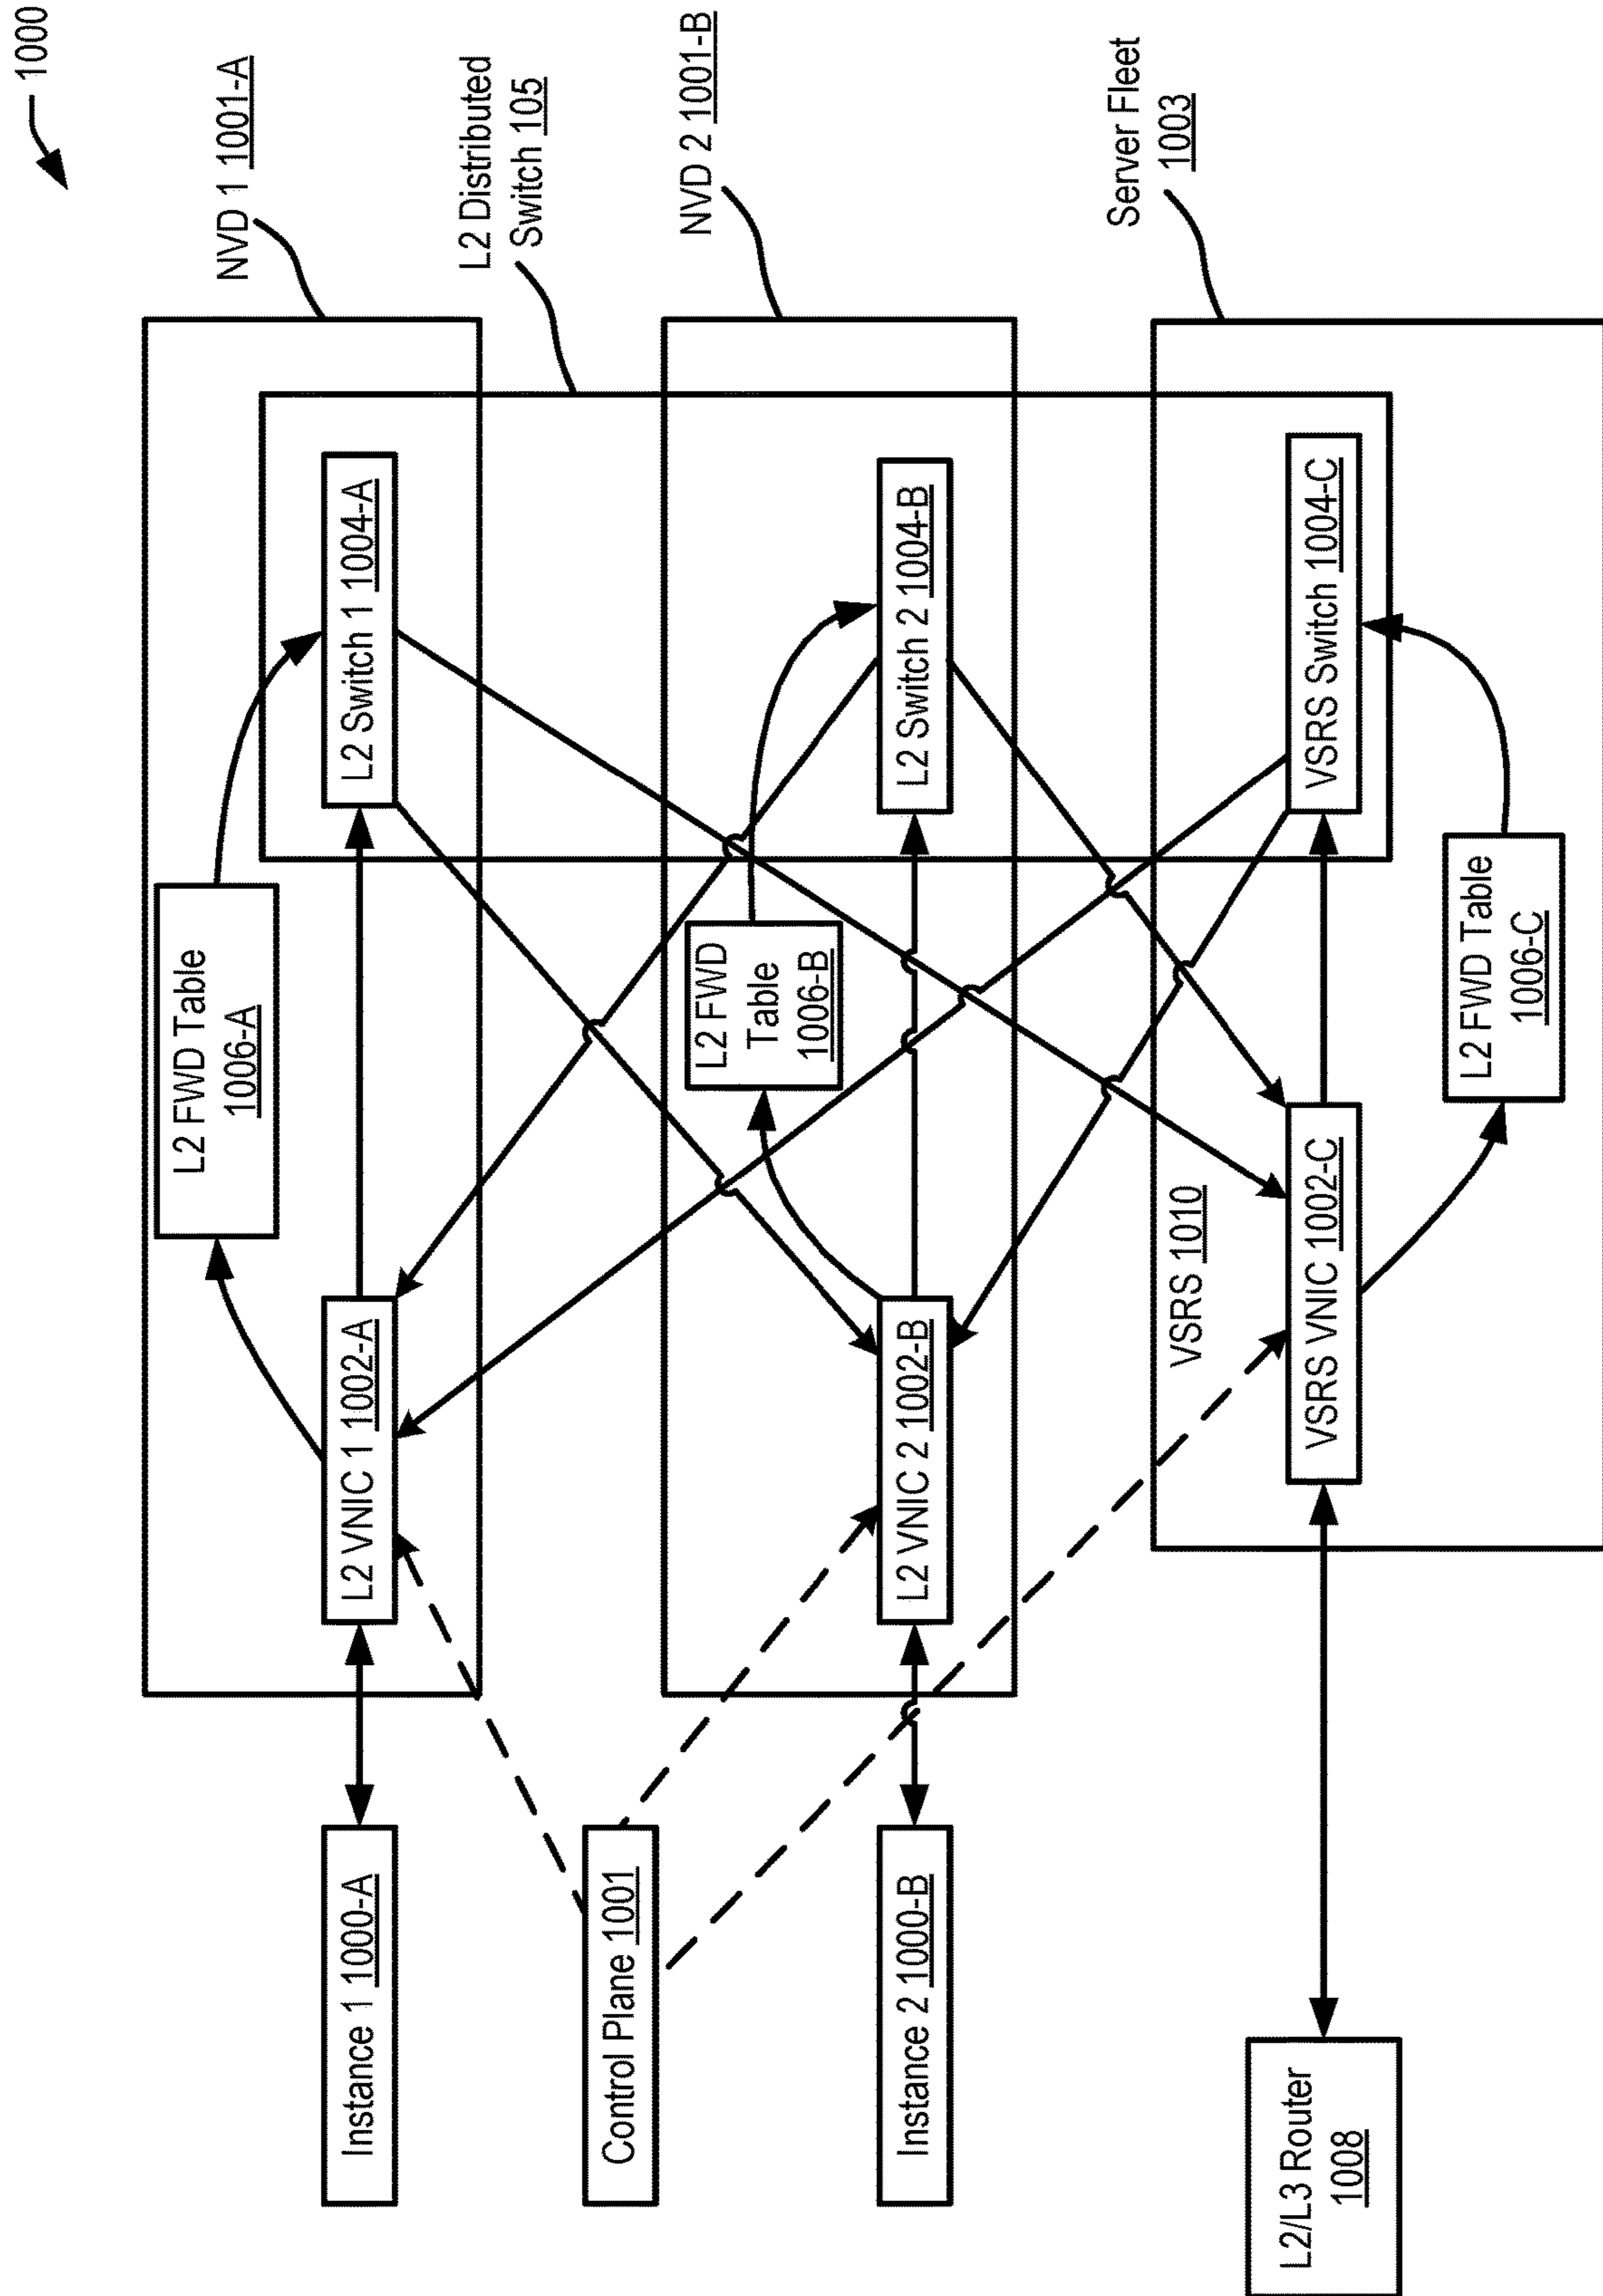 1000
NVD 1 1001-A
L2 Distributed
Switch 105
NVD 2 1001-B
Server Fleet
1003
L2 FWD Table
1006-A
Instance 1 1000-A
L2 VNIC 1 1002-A
L2 Switch 1 1004-A
Control Plane 1001
L2 FWD
Table
1006-B
Instance 2 1000-B
L2 VNIC 2 1002-B
L2 Switch 2 1004-B
VSRS 1010
L2/L3 Router
1008
VSRS VNIC 1002-C
VSRS Switch 1004-C
L2 FWD Table
1006-C